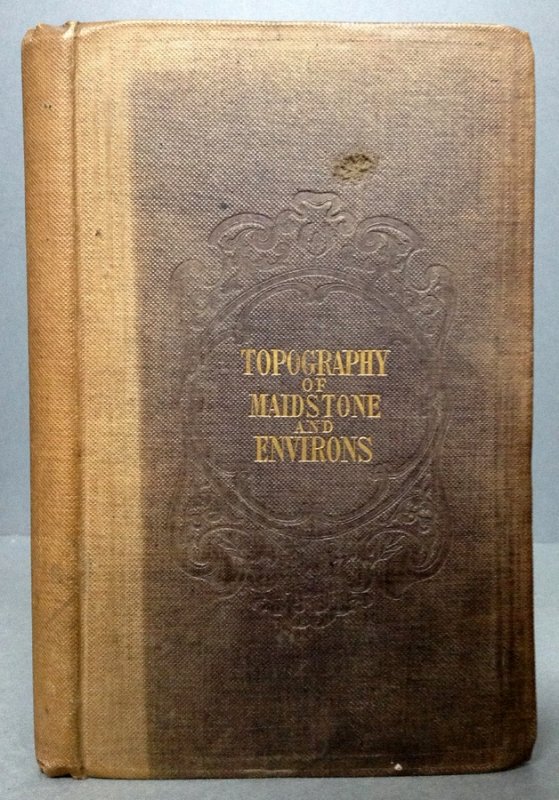 TOPOGRAPHY
OF
MAIDSTONE
AND
ENVIRONS